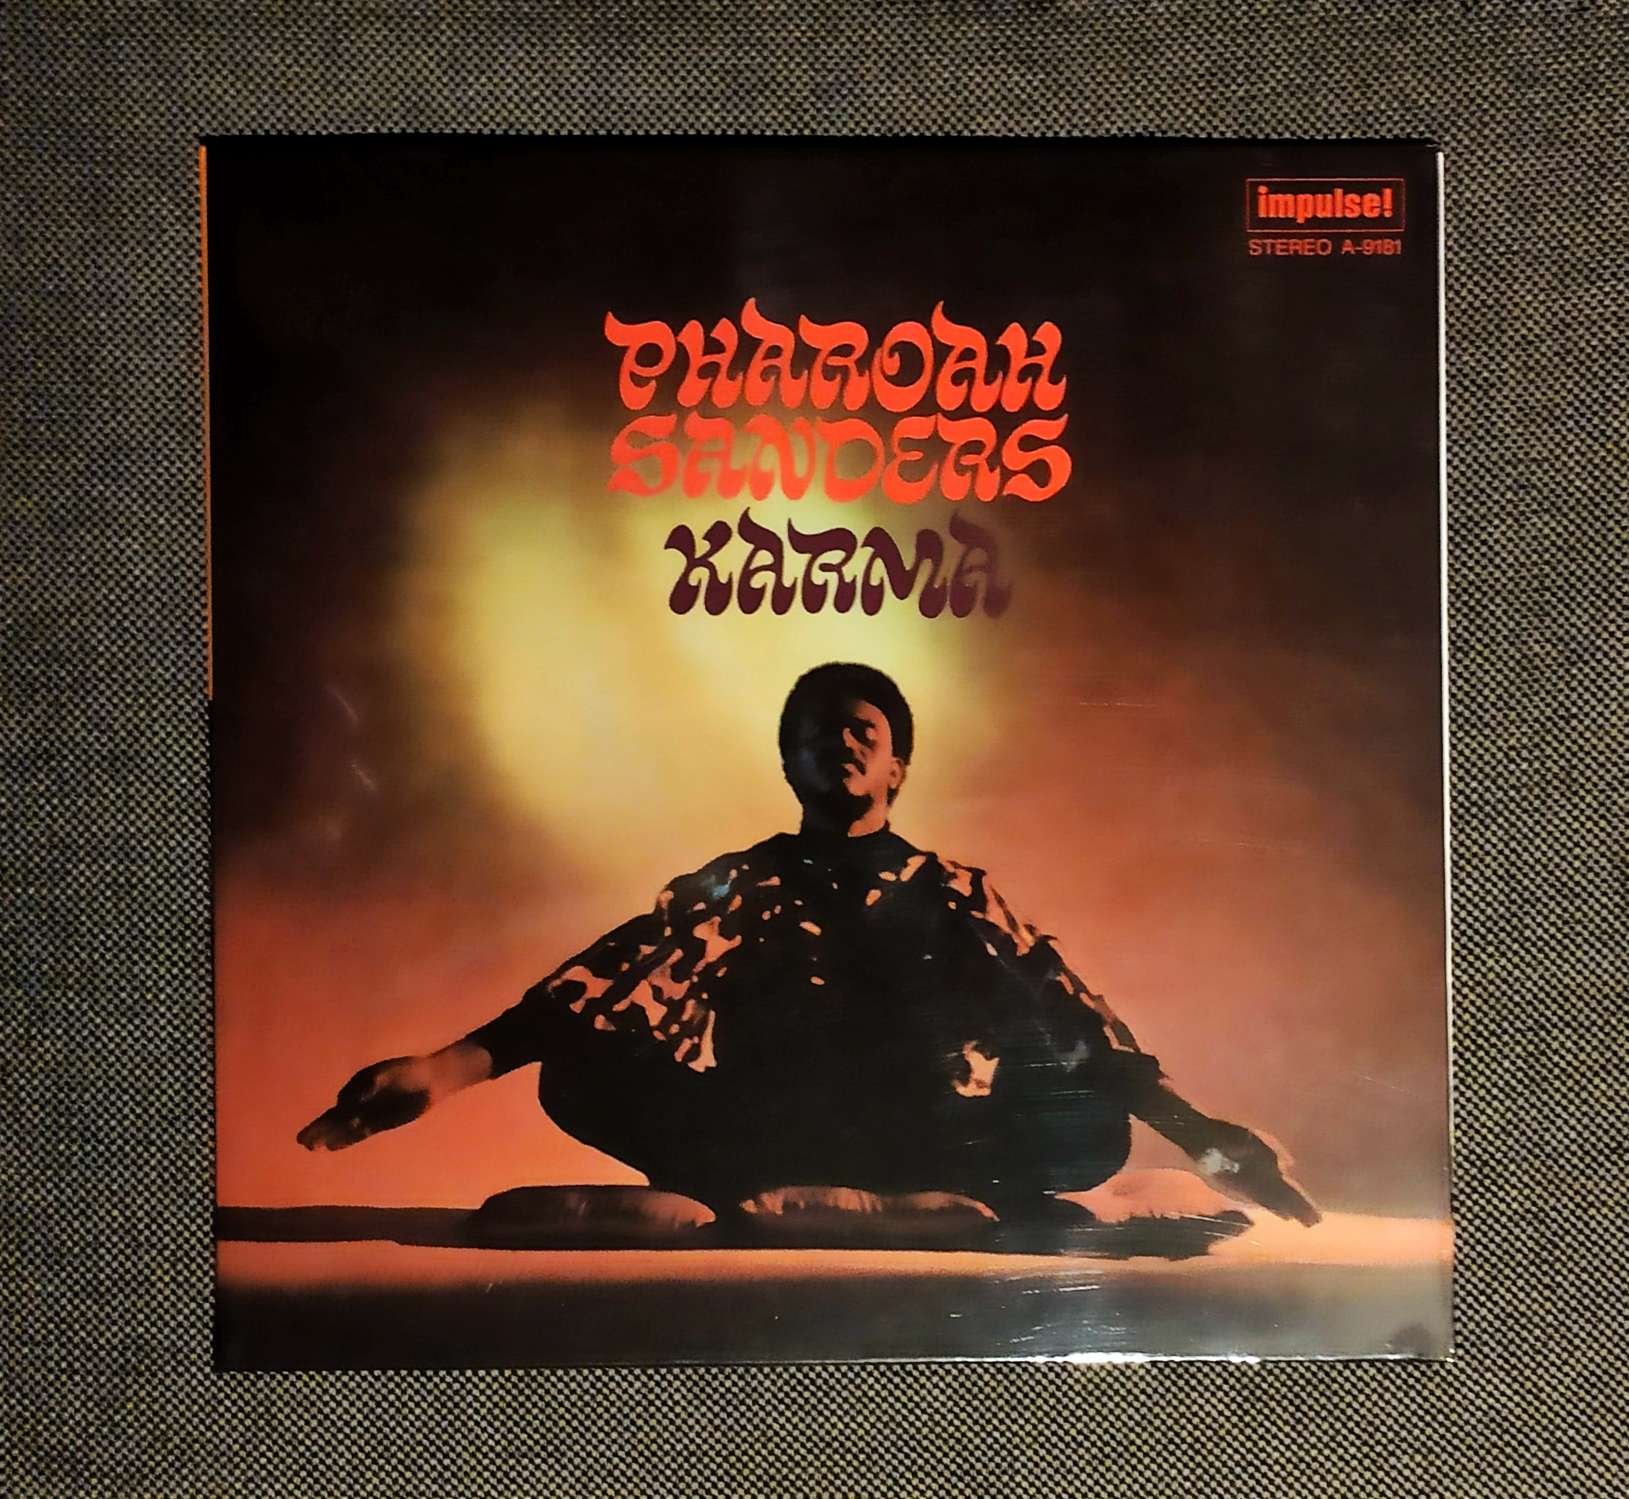 impulse!
STEREO A-9181
PHAROAH
SANDERS
KARMA